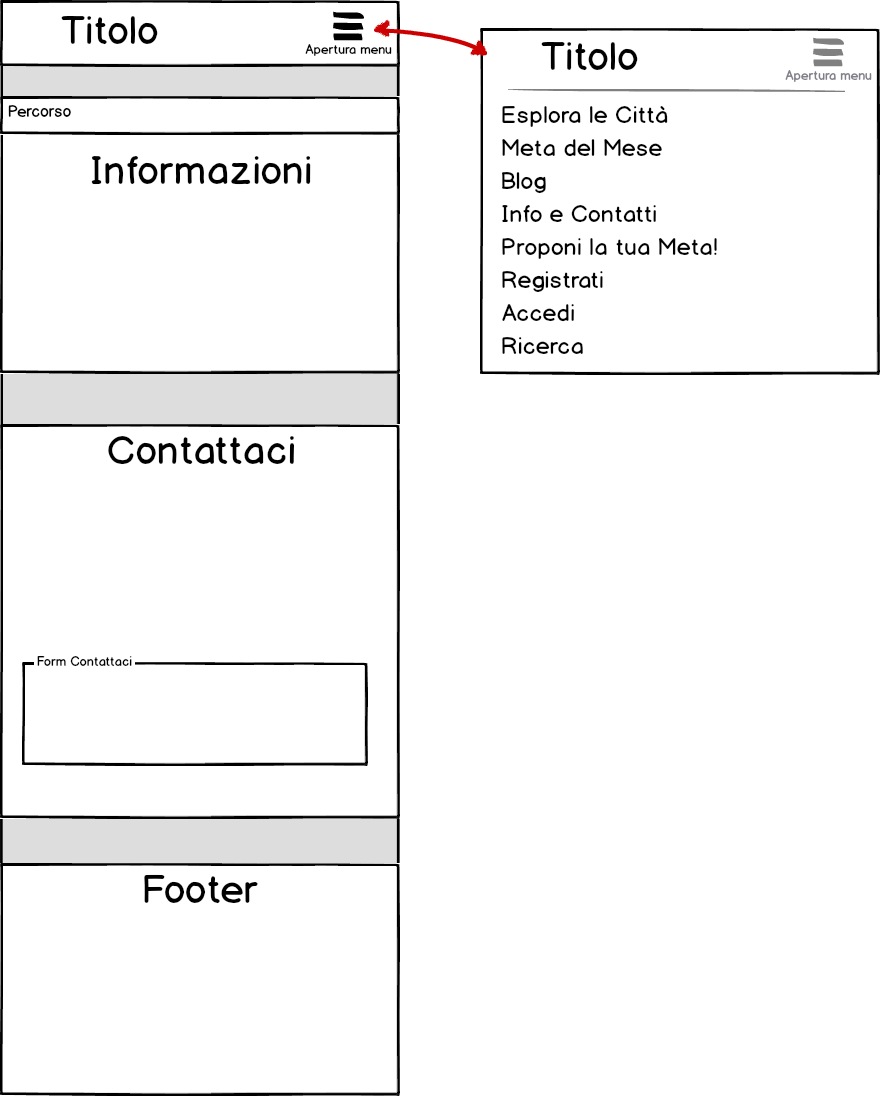 Titolo
Apertura menu
Percorso
Informazioni
Contattaci
Form Contattaci
Footer
Titolo
Apertura menu
Esplora le Città
Meta del Mese
Blog
Info e Contatti
Proponi la tua Meta!
Registrati
Accedi
Ricerca